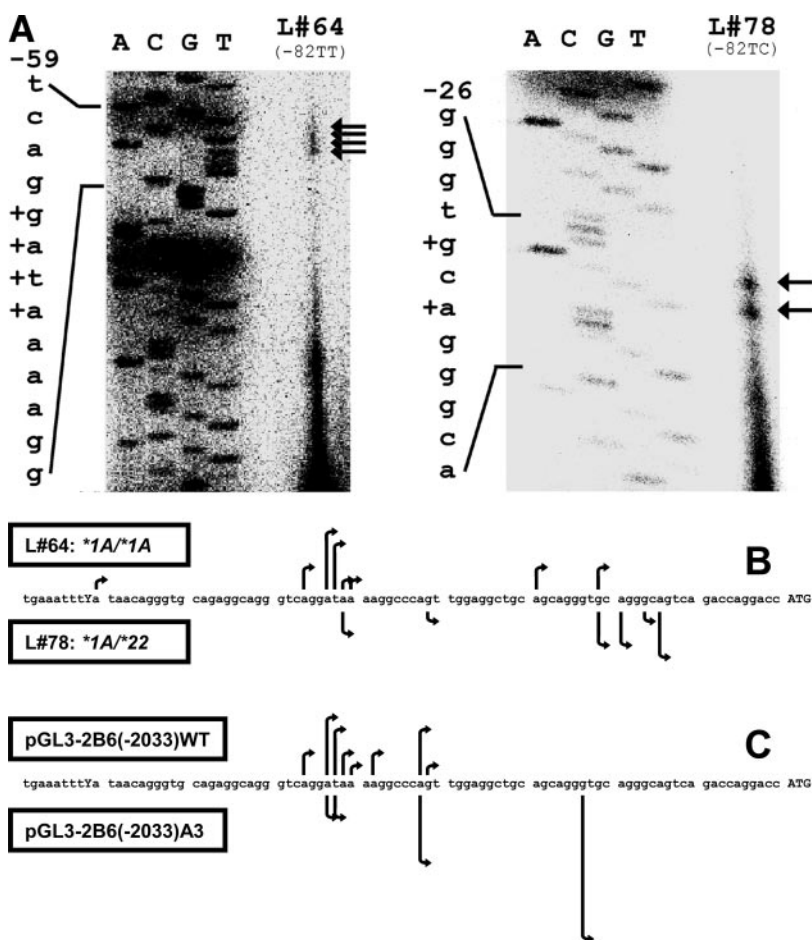 A
A C G T
L#64
(-82TT)
-59
t
c
a
g
+g
+a
+t
+a
a
a
a
g
g
A C G T
L#78
(-82TC)
-26
g
g
g
t
+g
c
+a
g
g
g
c
a
B
L#64: *1A/*1A
tgaaatttYa taacagggtg cagaggcagg gtcaggataa aaggcccagt tggaggctgc agcagggtgc agggcagtca gaccaggacc ATG
L#78: *1A/*22
C
pGL3-2B6(-2033)WT
tgaaatttYa taacagggtg cagaggcagg gtcaggataa aaggcccagt tggaggctgc agcagggtgc agggcagtca gaccaggacc ATG
pGL3-2B6(-2033)A3